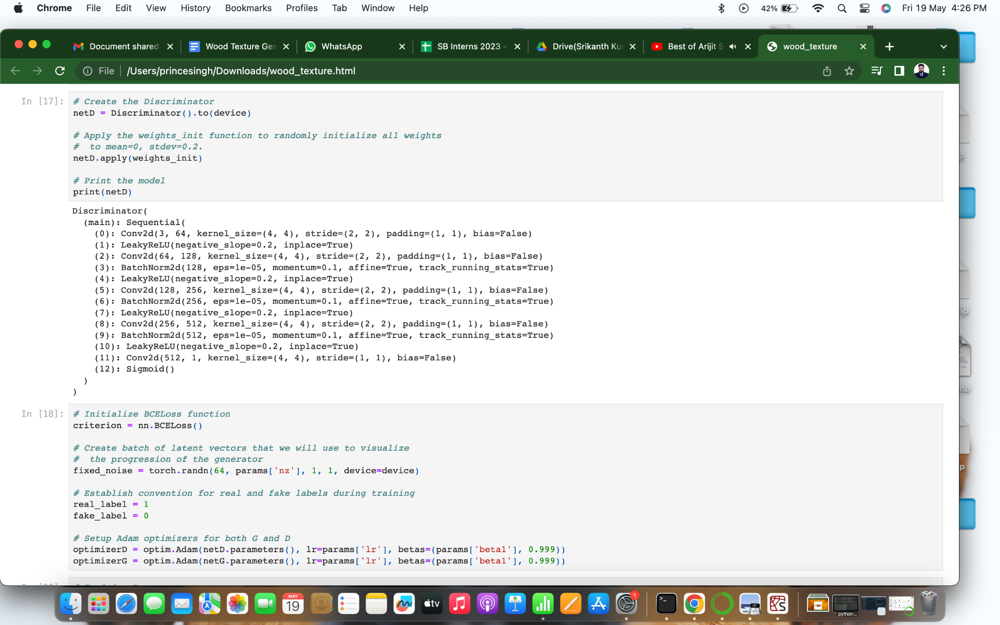 Chrome File Edit View History Bookmarks Profiles Tab Window Help 42% Fri 19 May 4:26 PM
Document shared Wood Texture Gen WhatsApp SB Interns 2023 - Drive(Srikanth Kur Best of Arijit S wood_texture
File /Users/princesingh/Downloads/wood_texture.html
In [17]:
# Create the Discriminator
netD = Discriminator().to(device)
# Apply the weights_init function to randomly initialize all weights
#  to mean=0, stdev=0.2.
netD.apply(weights_init)
# Print the model
print(netD)
Discriminator(
  (main): Sequential(
    (0): Conv2d(3, 64, kernel_size=(4, 4), stride=(2, 2), padding=(1, 1), bias=False)
    (1): LeakyReLU(negative_slope=0.2, inplace=True)
    (2): Conv2d(64, 128, kernel_size=(4, 4), stride=(2, 2), padding=(1, 1), bias=False)
    (3): BatchNorm2d(128, eps=1e-05, momentum=0.1, affine=True, track_running_stats=True)
    (4): LeakyReLU(negative_slope=0.2, inplace=True)
    (5): Conv2d(128, 256, kernel_size=(4, 4), stride=(2, 2), padding=(1, 1), bias=False)
    (6): BatchNorm2d(256, eps=1e-05, momentum=0.1, affine=True, track_running_stats=True)
    (7): LeakyReLU(negative_slope=0.2, inplace=True)
    (8): Conv2d(256, 512, kernel_size=(4, 4), stride=(2, 2), padding=(1, 1), bias=False)
    (9): BatchNorm2d(512, eps=1e-05, momentum=0.1, affine=True, track_running_stats=True)
    (10): LeakyReLU(negative_slope=0.2, inplace=True)
    (11): Conv2d(512, 1, kernel_size=(4, 4), stride=(1, 1), bias=False)
    (12): Sigmoid()
  )
)
In [18]:
# Initialize BCELoss function
criterion = nn.BCELoss()
# Create batch of latent vectors that we will use to visualize
#  the progression of the generator
fixed_noise = torch.randn(64, params['nz'], 1, 1, device=device)
# Establish convention for real and fake labels during training
real_label = 1
fake_label = 0
# Setup Adam optimizers for both G and D
optimizerD = optim.Adam(netD.parameters(), lr=params['lr'], betas=(params['beta1'], 0.999))
optimizerG = optim.Adam(netG.parameters(), lr=params['lr'], betas=(params['beta1'], 0.999))
p
ip
nb
p
MAY
19
tv
1
python...